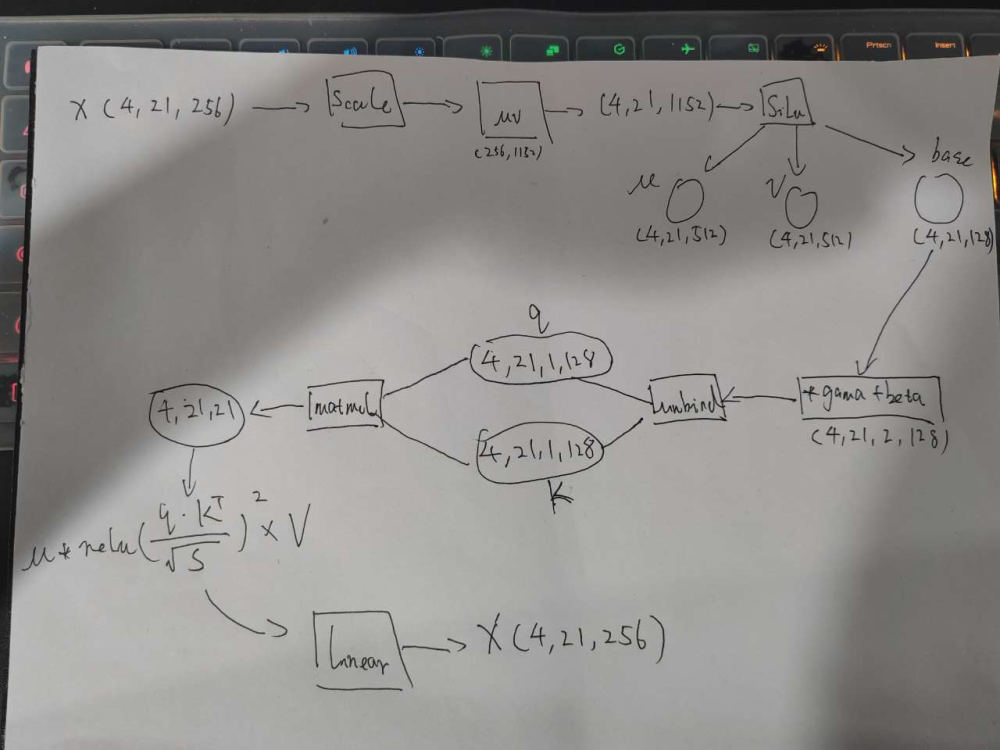 Prtscn
Insert
X (4, 21, 256)
Scale
uv
(256, 1152)
(4, 21, 1152)
Silu
u
(4, 21, 512)
V
(4, 21, 512)
base
(4, 21, 128)
q
4, 21, 1, 128
4, 21, 1, 128
K
unbind
* gama + beta
(4, 21, 2, 128)
matmul
4, 21, 21
u * relu(q · Kᵀ / √S)² × V
Linear
X (4, 21, 256)